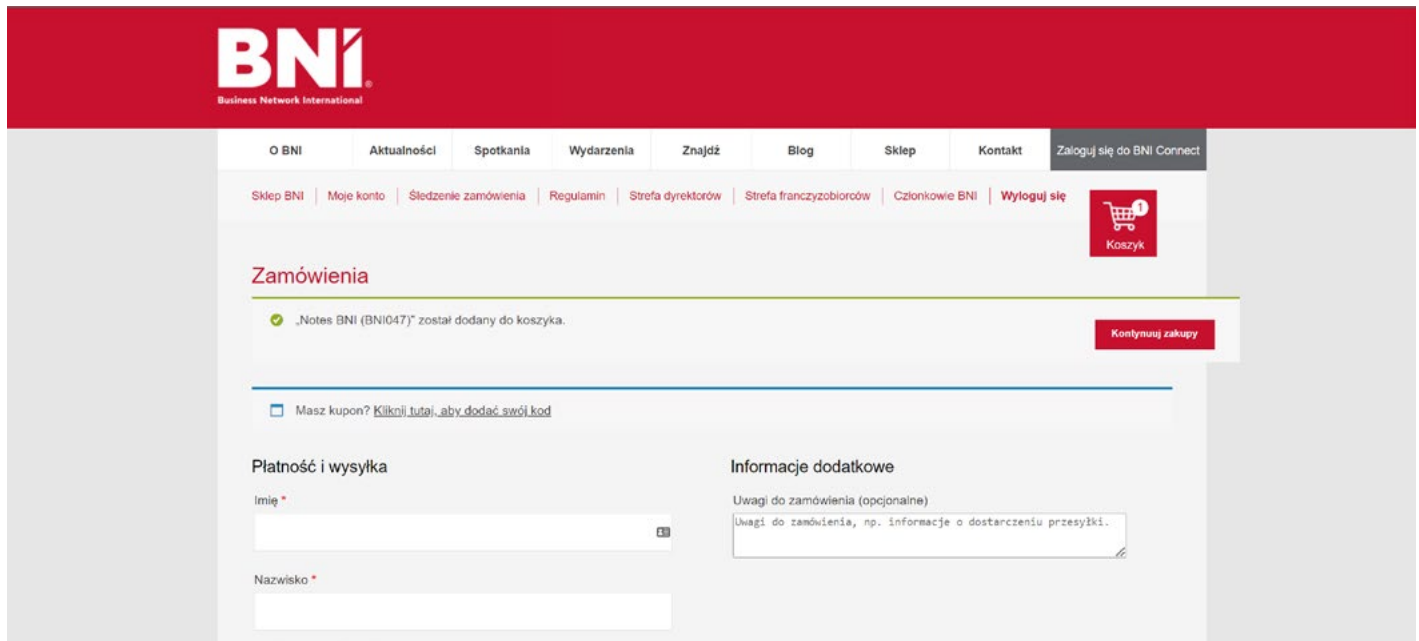 BNI®
Business Network International
O BNI Aktualności Spotkania Wydarzenia Znajdź Blog Sklep Kontakt Zaloguj się do BNI Connect
Sklep BNI | Moje konto | Śledzenie zamówienia | Regulamin | Strefa dyrektorów | Strefa franczyzobiorców | Członkowie BNI | Wyloguj się
1
Koszyk
Zamówienia
„Notes BNI (BNI047)” został dodany do koszyka.
Kontynuuj zakupy
Masz kupon? Kliknij tutaj, aby dodać swój kod
Płatność i wysyłka
Imię *
Nazwisko *
Informacje dodatkowe
Uwagi do zamówienia (opcjonalne)
Uwagi do zamówienia, np. informacje o dostarczeniu przesyłki.